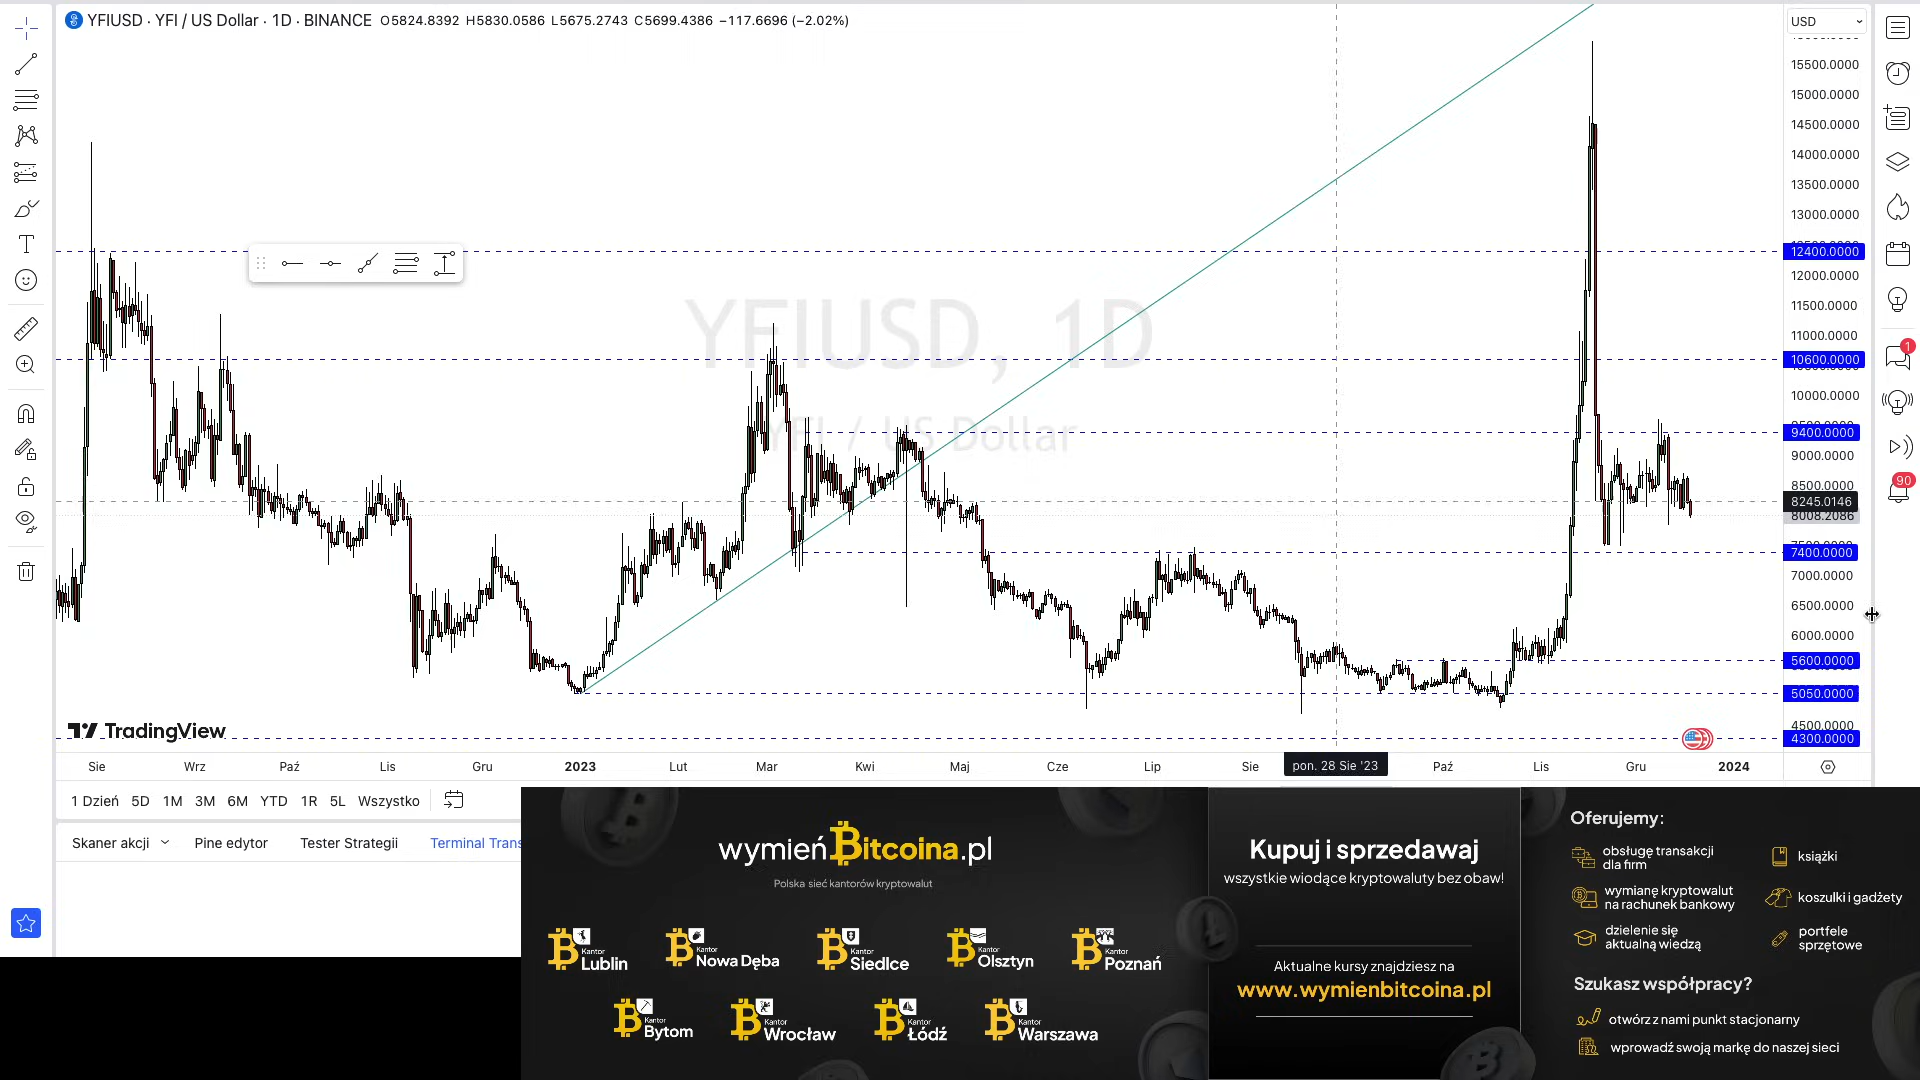 YFIUSD · YFI / US Dollar · 1D · BINANCE O5824.8392 H5830.0586 L5675.2743 C5699.4386 −117.6696 (−2.02%)
USD
15500.0000
15000.0000
14500.0000
14000.0000
13500.0000
13000.0000
12400.0000
12000.0000
11500.0000
11000.0000
10600.0000
10000.0000
9400.0000
9000.0000
8500.0000
8245.0146
8008.2086
7400.0000
7000.0000
6500.0000
6000.0000
5600.0000
5050.0000
4500.0000
4300.0000
1
90
YFIUSD, 1D
YFI / US Dollar
TradingView
Sie Wrz Paź Lis Gru 2023 Lut Mar Kwi Maj Cze Lip Sie pon. 28 Sie '23 Paź Lis Gru 2024
1 Dzień 5D 1M 3M 6M YTD 1R 5L Wszystko
Skaner akcji Pine edytor Tester Strategii Terminal Trans
wymieńBitcoina.pl
Polska sieć kantorów kryptowalut
Kantor Lublin
Kantor Nowa Dęba
Kantor Siedlce
Kantor Olsztyn
Kantor Poznań
Kantor Bytom
Kantor Wrocław
Kantor Łódź
Kantor Warszawa
Kupuj i sprzedawaj
wszystkie wiodące kryptowaluty bez obaw!
Aktualne kursy znajdziesz na
www.wymienbitcoina.pl
Oferujemy:
obsługę transakcji
dla firm
wymianę kryptowalut
na rachunek bankowy
dzielenie się
aktualną wiedzą
książki
koszulki i gadżety
portfele
sprzętowe
Szukasz współpracy?
otwórz z nami punkt stacjonarny
wprowadź swoją markę do naszej sieci